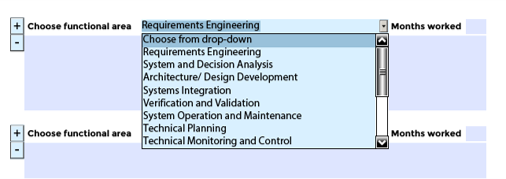 + Choose functional area Requirements Engineering Months worked
-
Choose from drop-down
Requirements Engineering
System and Decision Analysis
Architecture/ Design Development
Systems Integration
Verification and Validation
System Operation and Maintenance
Technical Planning
Technical Monitoring and Control
+ Choose functional area Months worked
-